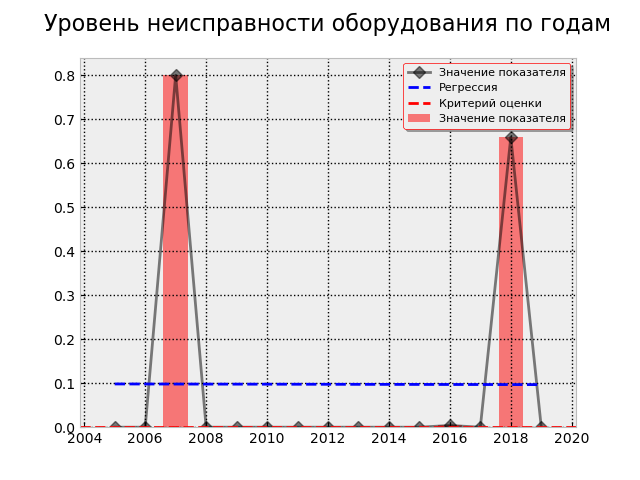 Уровень неисправности оборудования по годам
Значение показателя
Регрессия
Критерий оценки
Значение показателя
0.8
0.7
0.6
0.5
0.4
0.3
0.2
0.1
0.0
2004 2006 2008 2010 2012 2014 2016 2018 2020